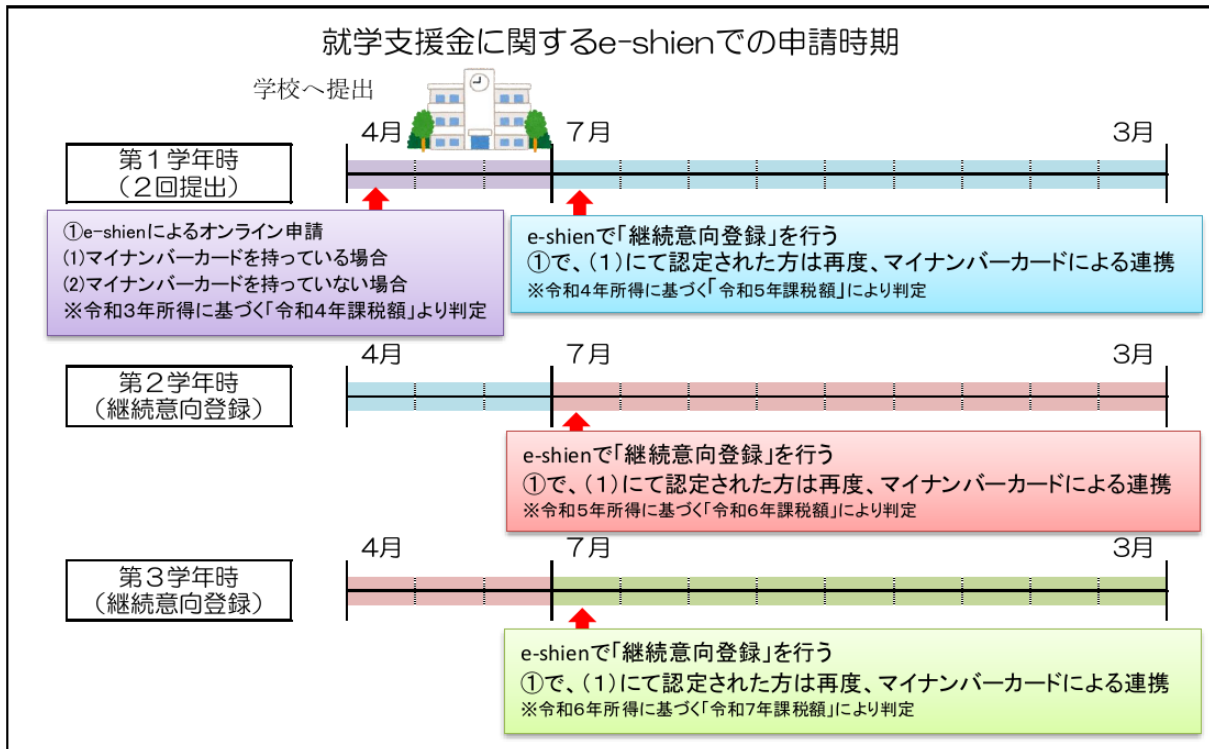 就学支援金に関するe-shienでの申請時期
学校へ提出
4月
7月
3月
第1学年時
(2回提出)
①e-shienによるオンライン申請
(1)マイナンバーカードを持っている場合
(2)マイナンバーカードを持っていない場合
※令和3年所得に基づく「令和4年課税額」より判定
e-shienで「継続意向登録」を行う
①で、(1)にて認定された方は再度、マイナンバーカードによる連携
※令和4年所得に基づく「令和5年課税額」により判定
4月
7月
3月
第2学年時
(継続意向登録)
e-shienで「継続意向登録」を行う
①で、(1)にて認定された方は再度、マイナンバーカードによる連携
※令和5年所得に基づく「令和6年課税額」により判定
4月
7月
3月
第3学年時
(継続意向登録)
e-shienで「継続意向登録」を行う
①で、(1)にて認定された方は再度、マイナンバーカードによる連携
※令和6年所得に基づく「令和7年課税額」により判定